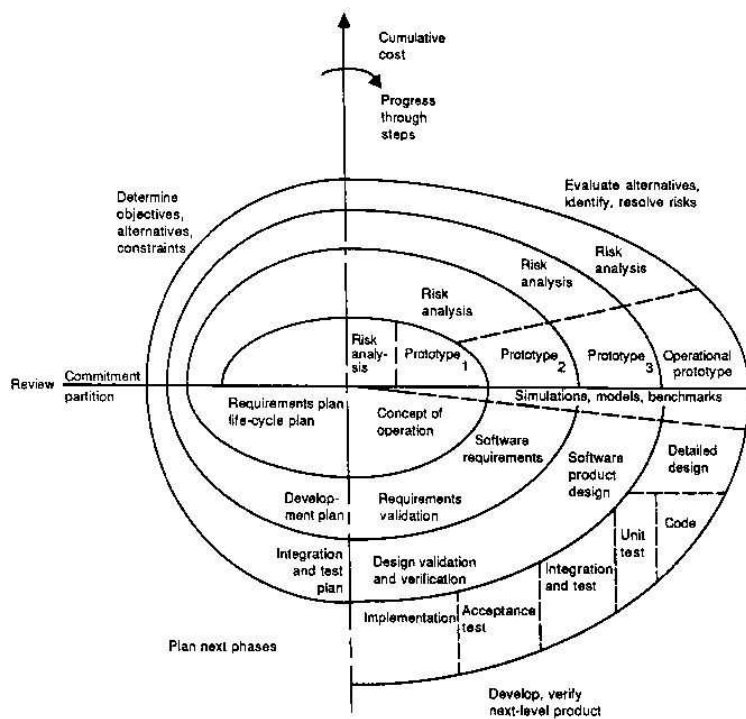 Cumulative
cost
Progress
through
steps
Determine
objectives,
alternatives,
constraints
Evaluate alternatives,
identify, resolve risks
Risk
analysis
Risk
analysis
Risk
analysis
Risk
analy-
sis
Prototype
1
Prototype
2
Prototype
3
Operational
prototype
Review
Commitment
partition
Simulations, models, benchmarks
Requirements plan
life-cycle plan
Concept of
operation
Software
requirements
Software
product
design
Detailed
design
Develop-
ment plan
Requirements
validation
Code
Unit
test
Integration
and test
plan
Design validation
and verification
Integration
and test
Implementation
Acceptance
test
Plan next phases
Develop, verify
next-level product